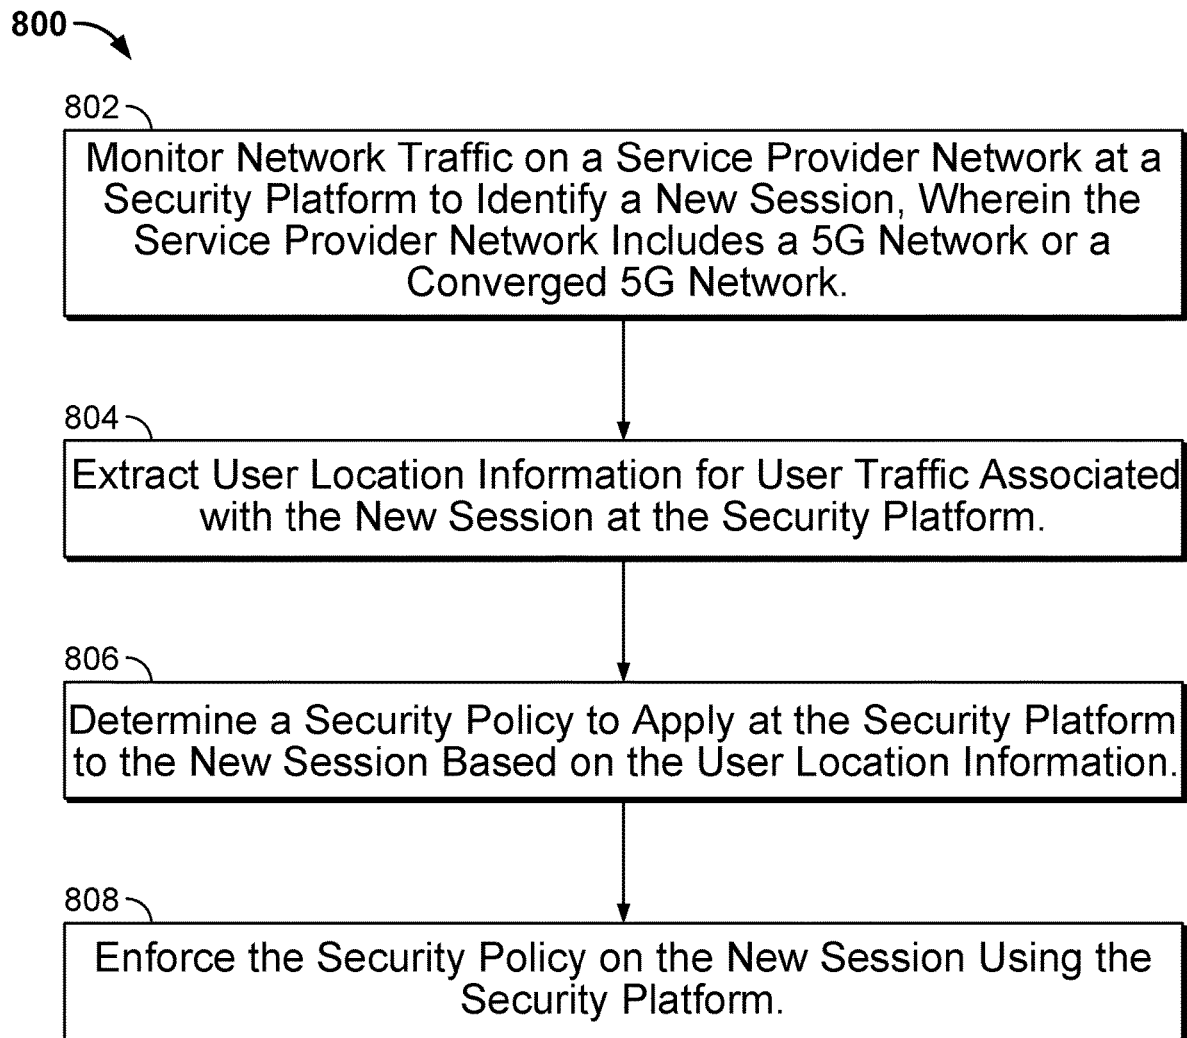 800
802
Monitor Network Traffic on a Service Provider Network at a
Security Platform to Identify a New Session, Wherein the
Service Provider Network Includes a 5G Network or a
Converged 5G Network.
804
Extract User Location Information for User Traffic Associated
with the New Session at the Security Platform.
806
Determine a Security Policy to Apply at the Security Platform
to the New Session Based on the User Location Information.
808
Enforce the Security Policy on the New Session Using the
Security Platform.